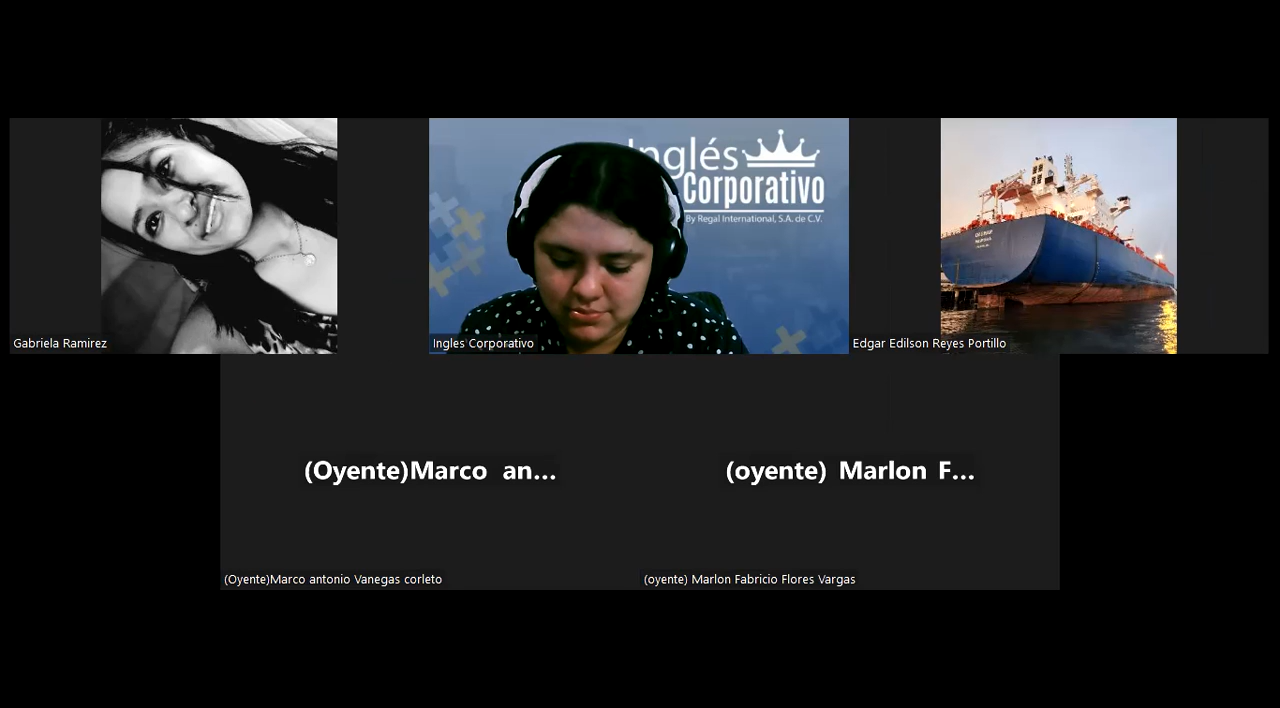 Inglés
Corporativo
By Regal International, S.A. de C.V.
Gabriela Ramirez
Ingles Corporativo
Edgar Edilson Reyes Portillo
(Oyente)Marco an...
(oyente) Marlon F...
(Oyente)Marco antonio Vanegas corleto
(oyente) Marlon Fabricio Flores Vargas